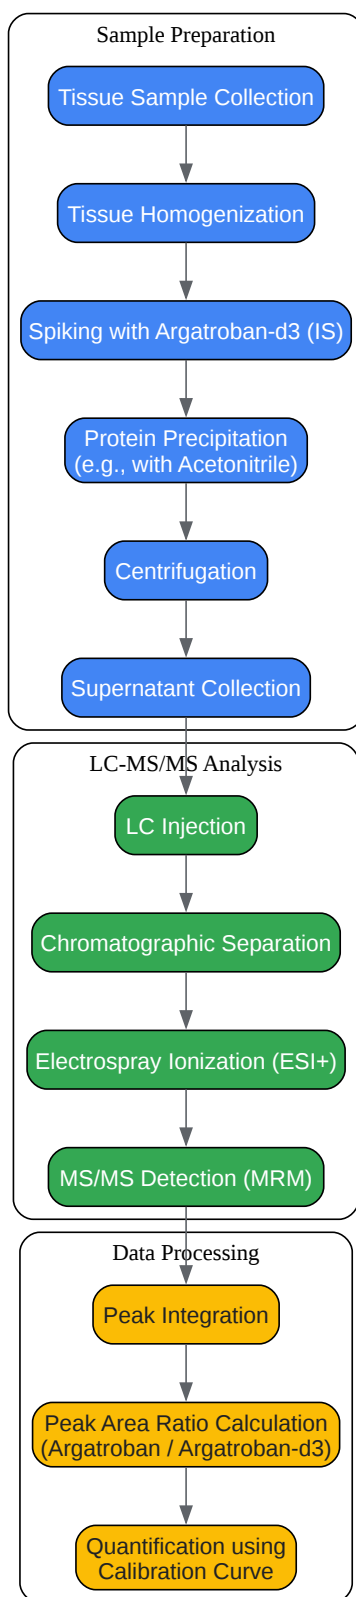 Sample Preparation
Tissue Sample Collection
Tissue Homogenization
Spiking with Argatroban-d3 (IS)
Protein Precipitation
(e.g., with Acetonitrile)
Centrifugation
Supernatant Collection
LC-MS/MS Analysis
LC Injection
Chromatographic Separation
Electrospray Ionization (ESI+)
MS/MS Detection (MRM)
Data Processing
Peak Integration
Peak Area Ratio Calculation
(Argatroban / Argatroban-d3)
Quantification using
Calibration Curve